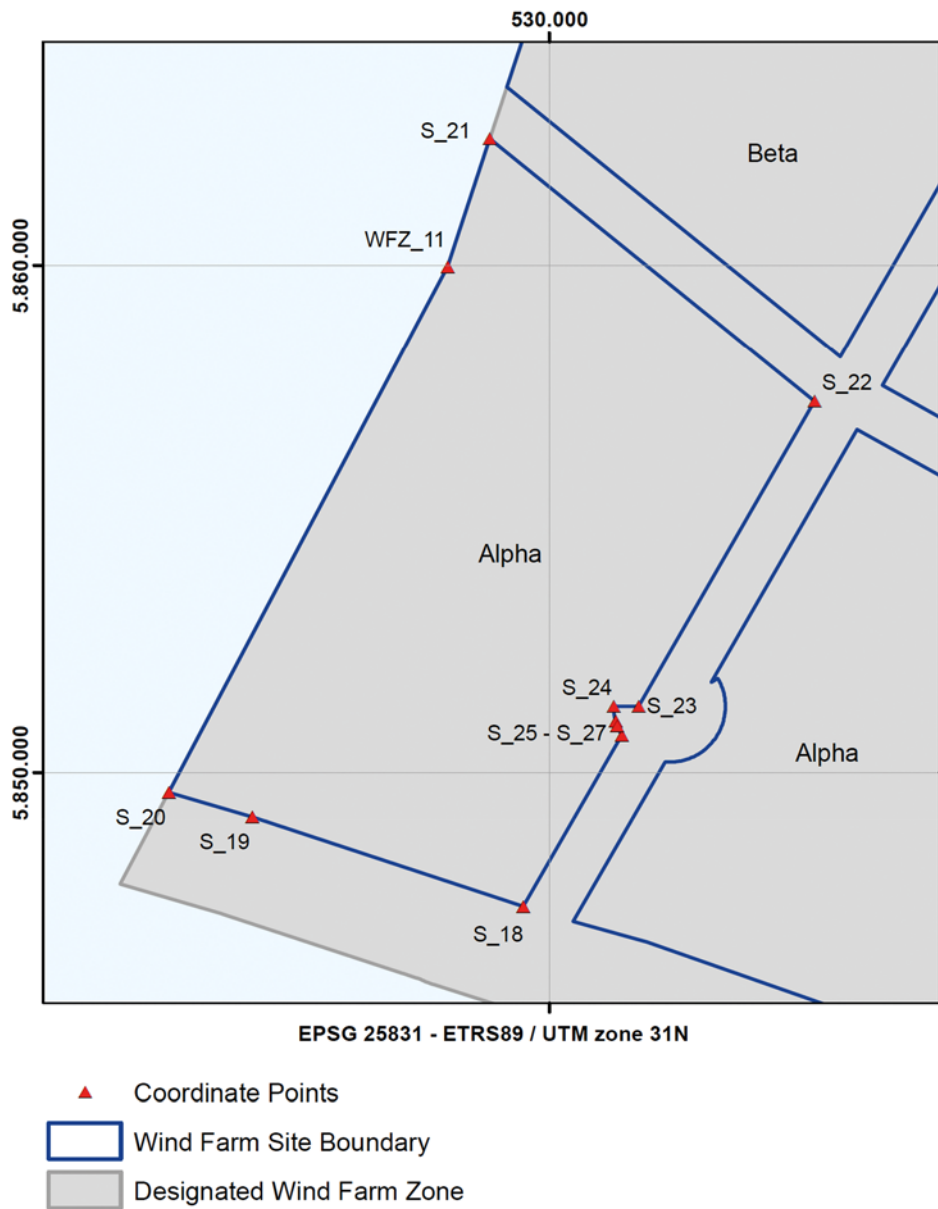 530.000
S_21
Beta
WFZ_11
5.860.000
S_22
Alpha
S_24
S_23
S_25 - S_27
Alpha
5.850.000
S_20
S_19
S_18
EPSG 25831 - ETRS89 / UTM zone 31N
Coordinate Points
Wind Farm Site Boundary
Designated Wind Farm Zone